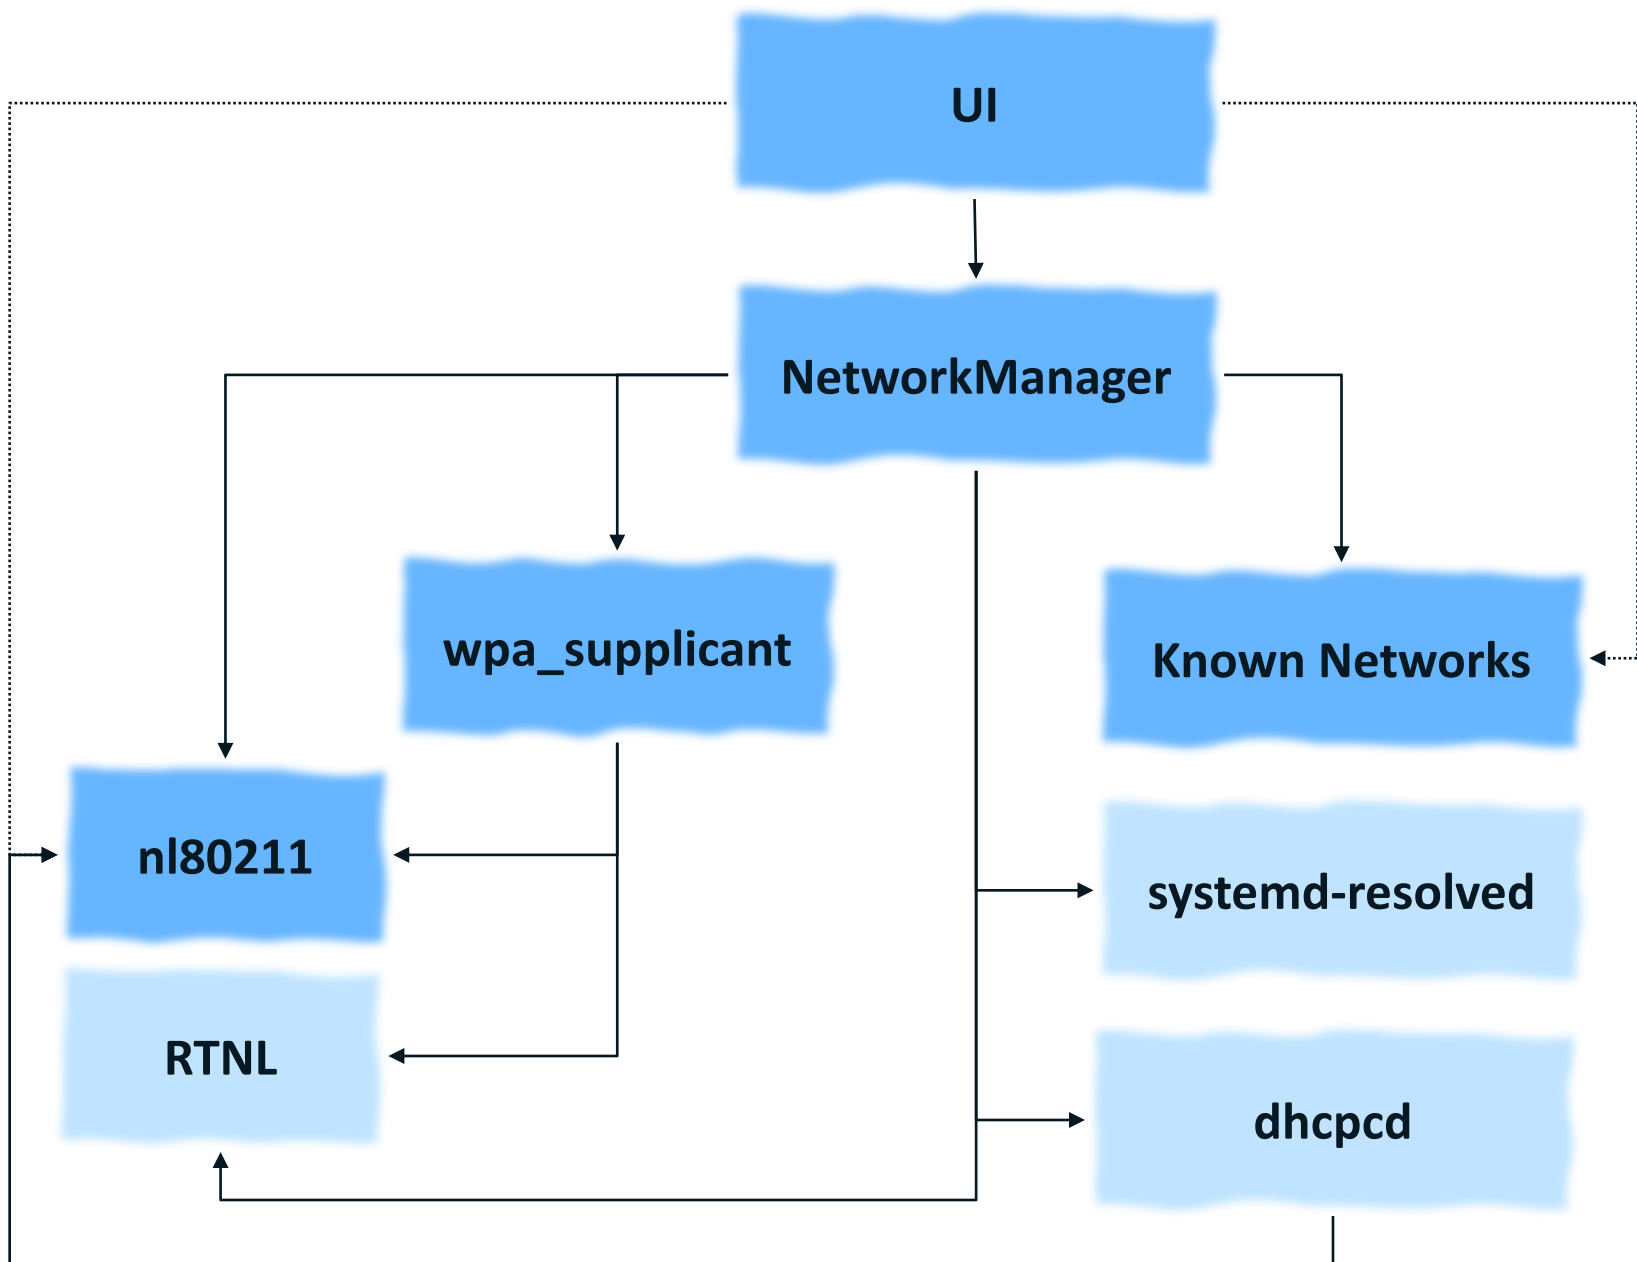 UI
NetworkManager
wpa_supplicant
Known Networks
nl80211
systemd-resolved
RTNL
dhcpcd